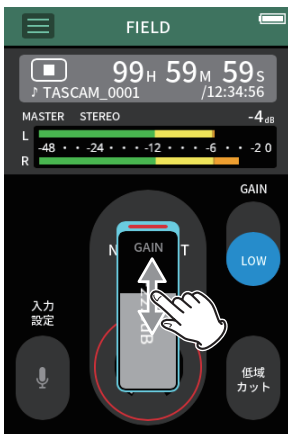 FIELD
99H 59M 59S
♪ TASCAM_0001 /12:34:56
MASTER STEREO -4dB
L
-48 • • -24 • • • -12 • • • -6 • • -2 0
R
GAIN
GAIN
N T
LOW
入力
設定
低域
カット